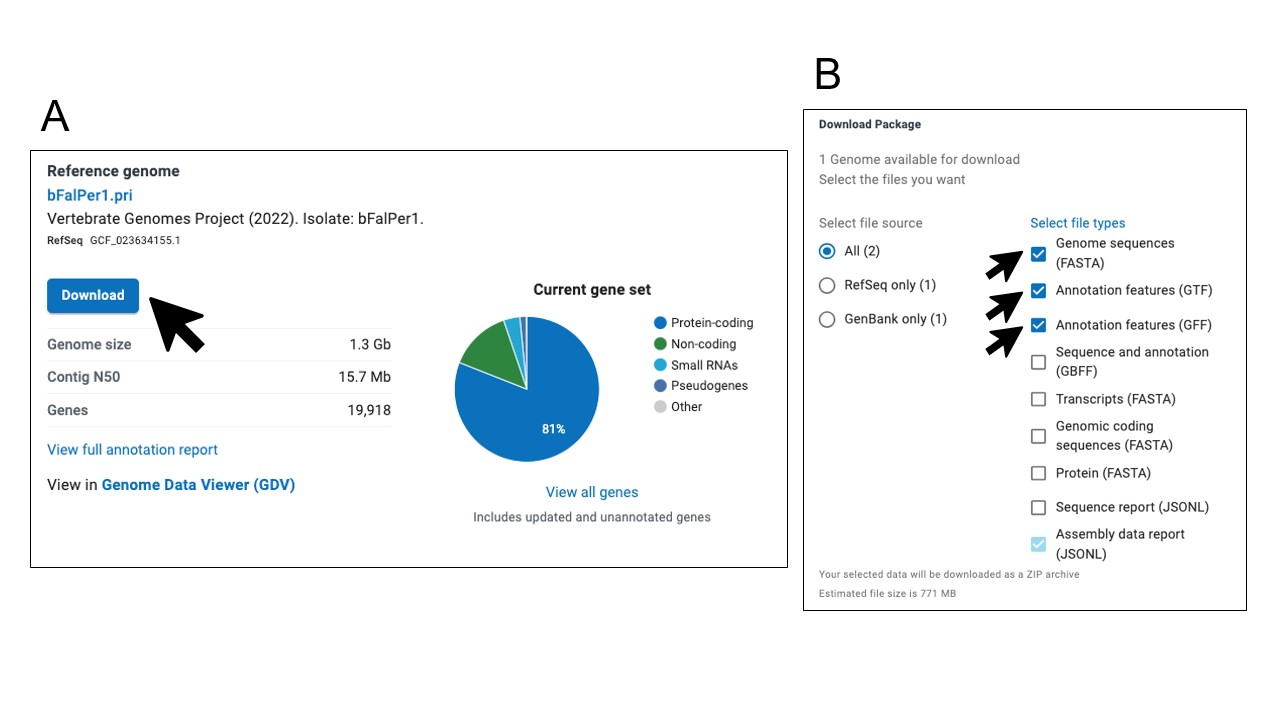 A
Reference genome
bFalPer1.pri
Vertebrate Genomes Project (2022). Isolate: bFalPer1.
RefSeq GCF_023634155.1
Download
Genome size 1.3 Gb
Contig N50 15.7 Mb
Genes 19,918
View full annotation report
View in Genome Data Viewer (GDV)
Current gene set
81%
Protein-coding
Non-coding
Small RNAs
Pseudogenes
Other
View all genes
Includes updated and unannotated genes
B
Download Package
1 Genome available for download
Select the files you want
Select file source
All (2)
RefSeq only (1)
GenBank only (1)
Select file types
Genome sequences
(FASTA)
Annotation features (GTF)
Annotation features (GFF)
Sequence and annotation
(GBFF)
Transcripts (FASTA)
Genomic coding
sequences (FASTA)
Protein (FASTA)
Sequence report (JSONL)
Assembly data report
(JSONL)
Your selected data will be downloaded as a ZIP archive
Estimated file size is 771 MB